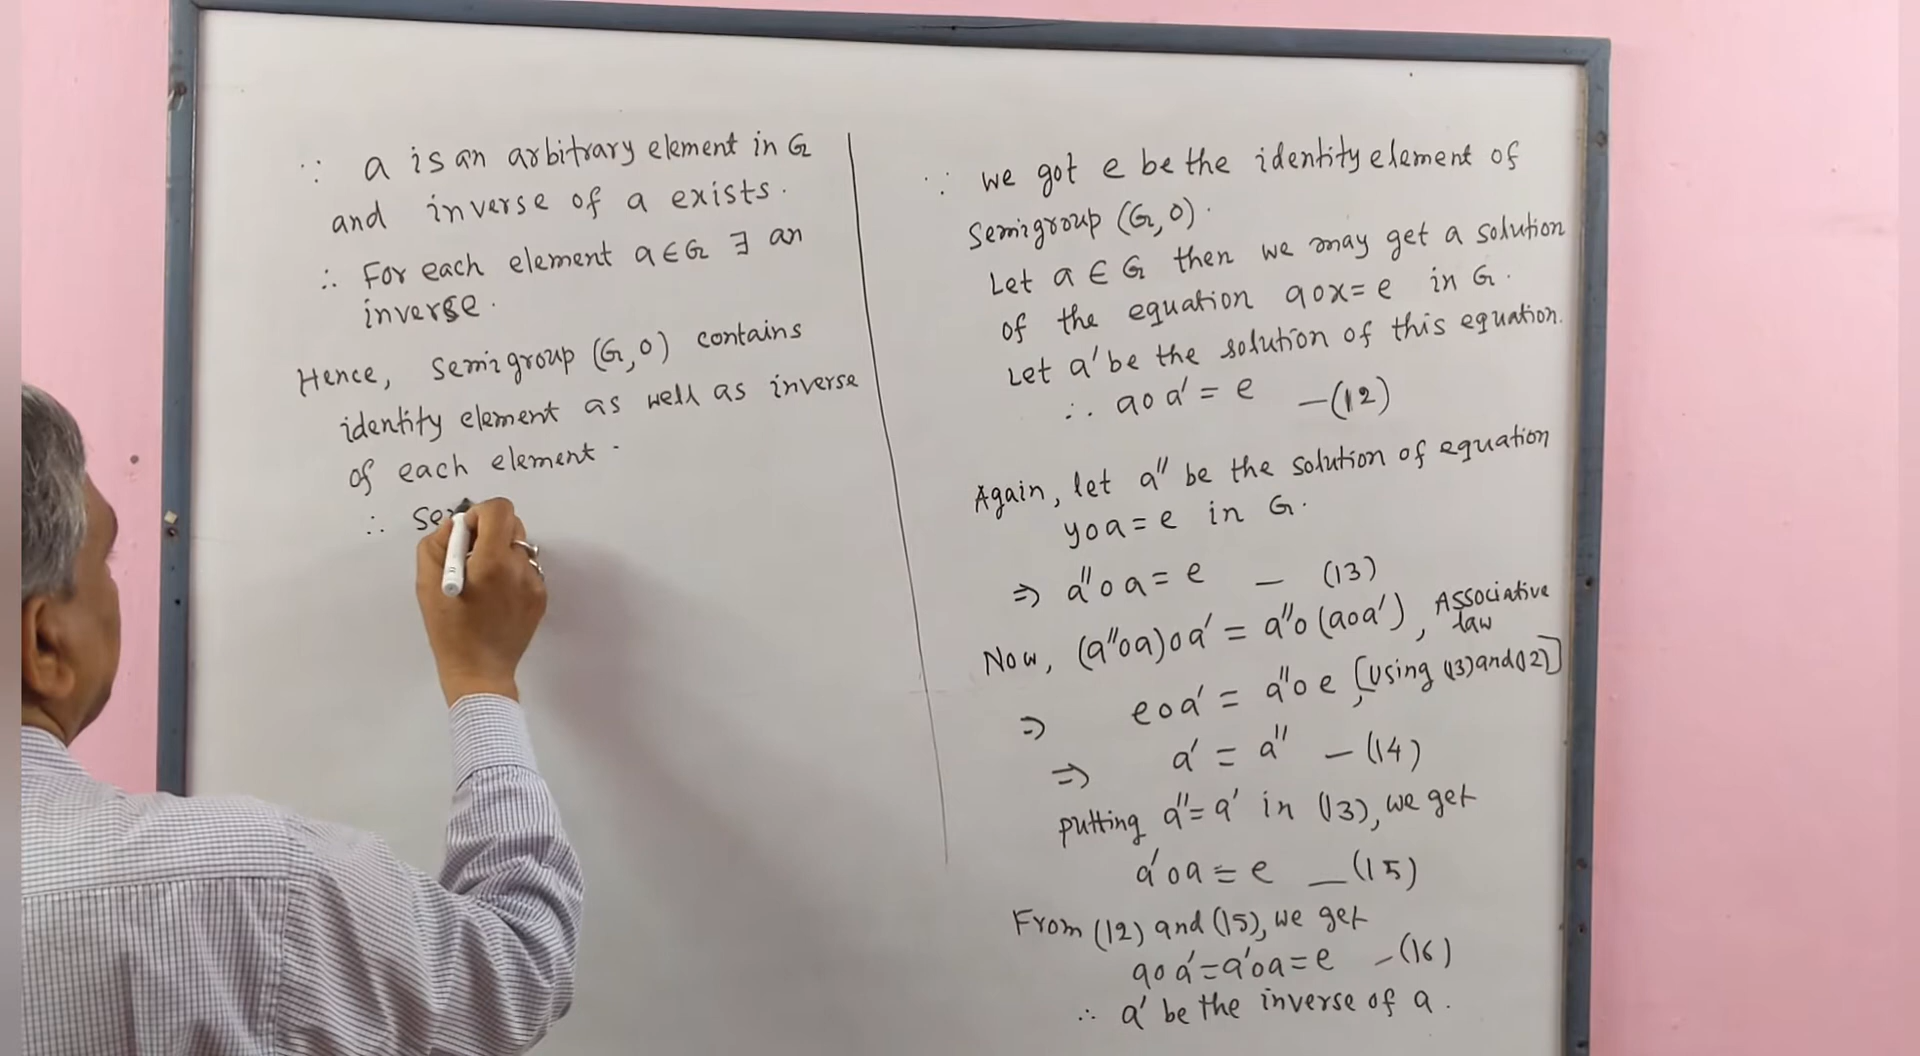 ∵ a is an arbitrary element in G
and inverse of a exists.
∴ For each element a∈G ∃ an
inverse.
Hence, semigroup (G,o) contains
identity element as well as inverse
of each element.
∴ se
∵ we got e be the identity element of
semigroup (G,o).
Let a ∈ G then we may get a solution
of the equation aox=e in G.
Let a' be the solution of this equation.
∴ aoa' = e —(12)
Again, let a'' be the solution of equation
yoa=e in G.
⇒ a''oa=e — (13)
Now, (a''oa)oa' = a''o(aoa'), Associative law
⇒ eoa' = a''oe, [using (13) and (12)]
⇒ a' = a'' —(14)
putting a''=a' in (13), we get
a'oa=e —(15)
From (12) and (15), we get
aoa'=a'oa=e —(16)
∴ a' be the inverse of a.